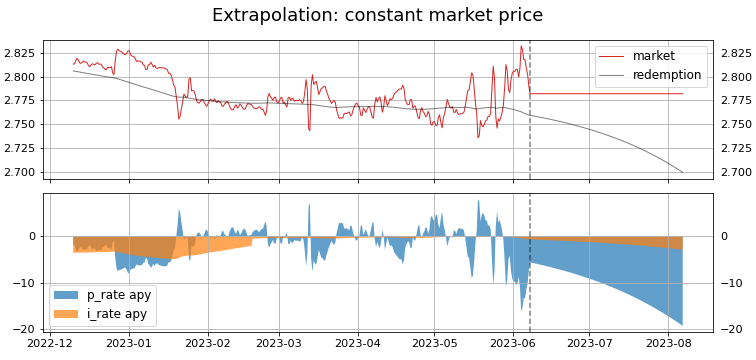 Extrapolation: constant market price
2.825 2.825
2.800 2.800
2.775 2.775
2.750 2.750
2.725 2.725
2.700 2.700
market
redemption
0 0
−10 −10
−20 −20
p_rate apy
i_rate apy
2022-12 2023-01 2023-02 2023-03 2023-04 2023-05 2023-06 2023-07 2023-08